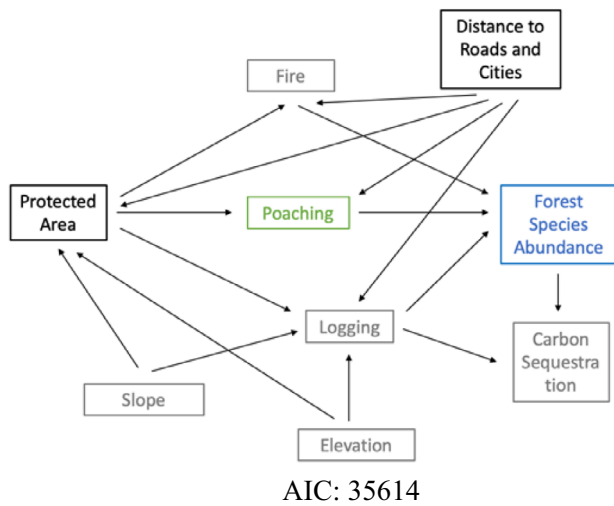 Distance to
Roads and
Cities
Fire
Protected
Area
Poaching
Forest
Species
Abundance
Logging
Carbon
Sequestra
tion
Slope
Elevation
AIC: 35614